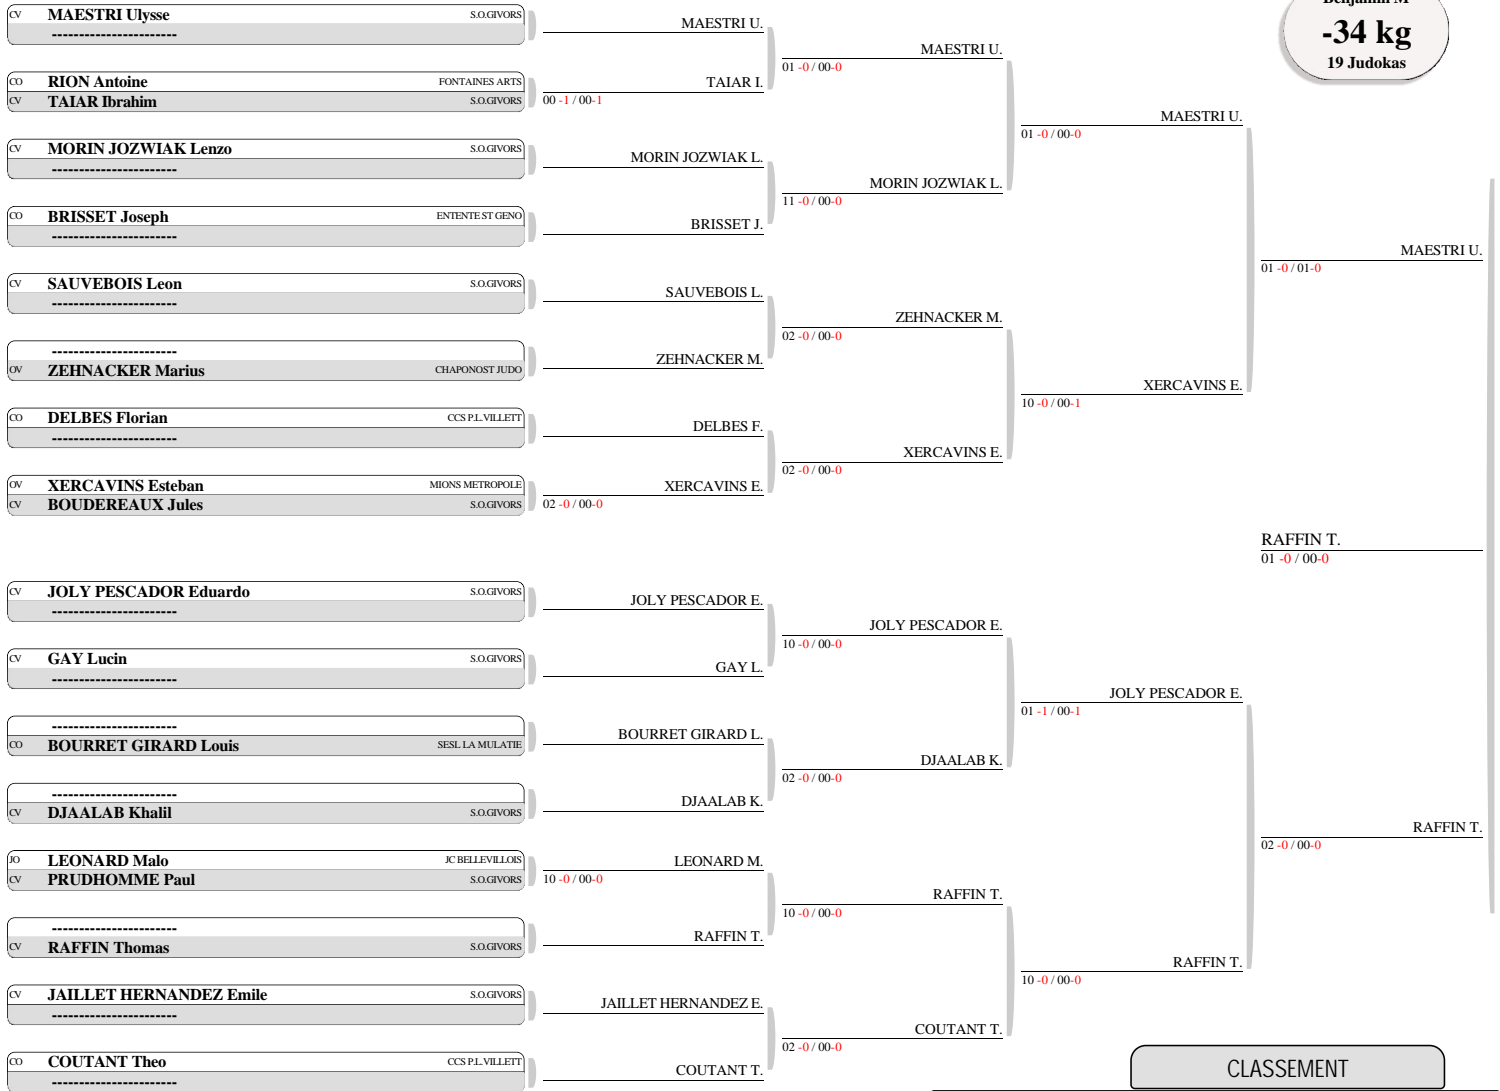 CV MAESTRI Ulysse S.O.GIVORS
-----------------------
CO RION Antoine FONTAINES ARTS
CV TAIAR Ibrahim S.O.GIVORS
CV MORIN JOZWIAK Lenzo S.O.GIVORS
-----------------------
CO BRISSET Joseph ENTENTE ST GENO
-----------------------
CV SAUVEBOIS Leon S.O.GIVORS
-----------------------
-----------------------
OV ZEHNACKER Marius CHAPONOST JUDO
CO DELBES Florian CCS P.L.VILLETT
-----------------------
OV XERCAVINS Esteban MIONS METROPOLE
CV BOUDEREAUX Jules S.O.GIVORS
CV JOLY PESCADOR Eduardo S.O.GIVORS
-----------------------
CV GAY Lucin S.O.GIVORS
-----------------------
-----------------------
CO BOURRET GIRARD Louis SESL LA MULATIE
-----------------------
CV DJAALAB Khalil S.O.GIVORS
JO LEONARD Malo JC BELLEVILLOIS
CV PRUDHOMME Paul S.O.GIVORS
-----------------------
CV RAFFIN Thomas S.O.GIVORS
CV JAILLET HERNANDEZ Emile S.O.GIVORS
-----------------------
CO COUTANT Theo CCS P.L.VILLETT
-----------------------
MAESTRI U.
TAIAR I.
00 -1 / 00-1
MORIN JOZWIAK L.
BRISSET J.
SAUVEBOIS L.
ZEHNACKER M.
DELBES F.
XERCAVINS E.
02 -0 / 00-0
JOLY PESCADOR E.
GAY L.
BOURRET GIRARD L.
DJAALAB K.
LEONARD M.
10 -0 / 00-0
RAFFIN T.
JAILLET HERNANDEZ E.
COUTANT T.
MAESTRI U.
01 -0 / 00-0
MORIN JOZWIAK L.
11 -0 / 00-0
ZEHNACKER M.
02 -0 / 00-0
XERCAVINS E.
02 -0 / 00-0
JOLY PESCADOR E.
10 -0 / 00-0
DJAALAB K.
02 -0 / 00-0
RAFFIN T.
10 -0 / 00-0
COUTANT T.
02 -0 / 00-0
MAESTRI U.
01 -0 / 00-0
XERCAVINS E.
10 -0 / 00-1
JOLY PESCADOR E.
01 -1 / 00-1
RAFFIN T.
10 -0 / 00-0
Benjamin M
-34 kg
19 Judokas
MAESTRI U.
01 -0 / 01-0
RAFFIN T.
01 -0 / 00-0
RAFFIN T.
02 -0 / 00-0
CLASSEMENT